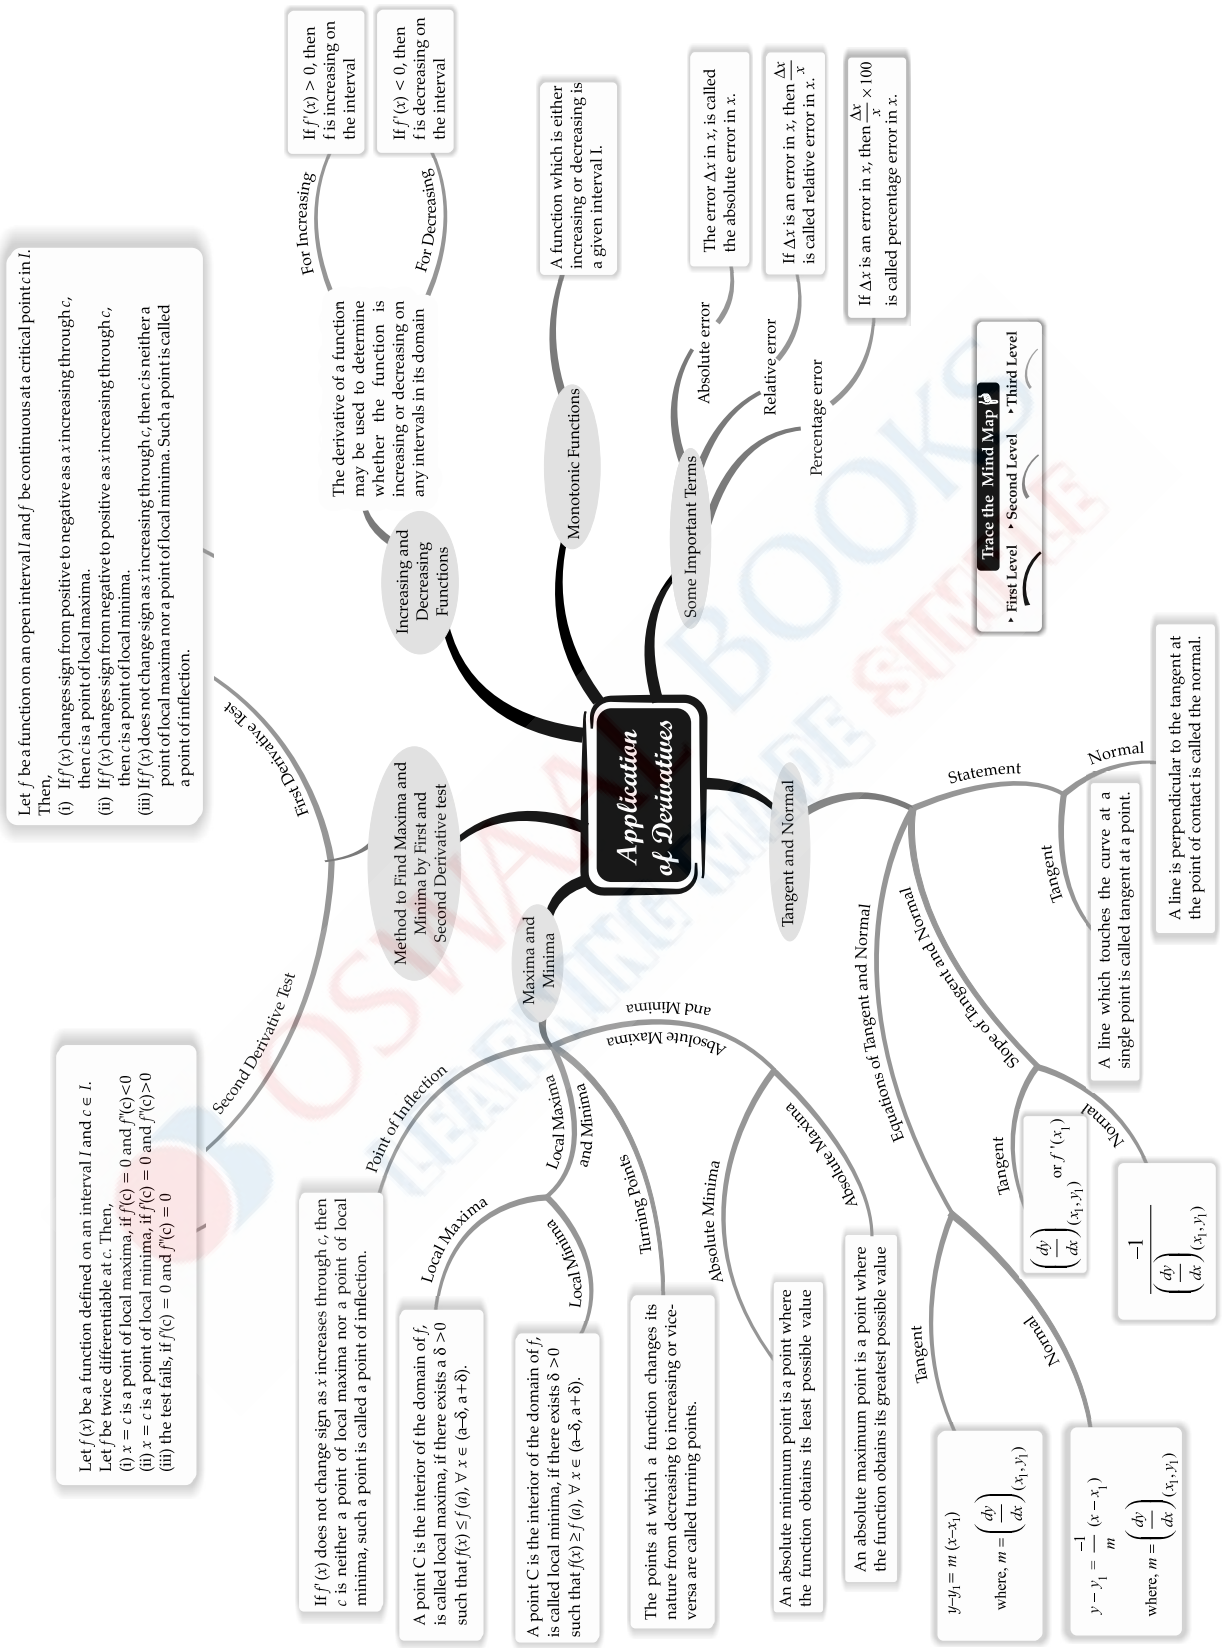 Application
of Derivatives
Increasing and
Decreasing
Functions
The derivative of a function
may be used to determine
whether the function is
increasing or decreasing on
any intervals in its domain
For Increasing
If f'(x) > 0, then
f is increasing on
the interval
For Decreasing
If f'(x) < 0, then
f is decreasing on
the interval
Monotonic Functions
A function which is either
increasing or decreasing is
a given interval I.
Some Important Terms
Absolute error
The error Δx in x, is called
the absolute error in x.
Relative error
If Δx is an error in x, then Δx/x
is called relative error in x.
Percentage error
If Δx is an error in x, then Δx/x × 100
is called percentage error in x.
Trace the Mind Map
▸ First Level ▸ Second Level ▸ Third Level
Tangent and Normal
Statement
Normal
A line is perpendicular to the tangent at
the point of contact is called the normal.
Tangent
A line which touches the curve at a
single point is called tangent at a point.
Slope of Tangent and Normal
Tangent
(dy/dx)(x₁, y₁) or f'(x₁)
Normal
-1/(dy/dx)(x₁, y₁)
Equations of Tangent and Normal
Tangent
y–y₁ = m (x–x₁)
where, m = (dy/dx)(x₁, y₁)
Normal
y – y₁ = -1/m (x – x₁)
where, m = (dy/dx)(x₁, y₁)
Maxima and
Minima
Absolute Maxima
and Minima
Absolute Maxima
An absolute maximum point is a point where
the function obtains its greatest possible value
Absolute Minima
An absolute minimum point is a point where
the function obtains its least possible value
Turning Points
The points at which a function changes its
nature from decreasing to increasing or vice-
versa are called turning points.
Local Maxima
and Minima
Local Minima
A point C is the interior of the domain of f,
is called local minima, if there exists δ >0
such that f(x) ≥ f (a), ∀ x ∈ (a–δ, a+δ).
Local Maxima
A point C is the interior of the domain of f,
is called local maxima, if there exists a δ >0
such that f(x) ≤ f (a), ∀ x ∈ (a–δ, a+δ).
Point of Inflection
If f' (x) does not change sign as x increases through c, then
c is neither a point of local maxima nor a point of local
minima, such a point is called a point of inflection.
Method to Find Maxima and
Minima by First and
Second Derivative test
Second Derivative Test
Let f (x) be a function defined on an interval I and c ∈ I.
Let f be twice differentiable at c. Then,
(i) x = c is a point of local maxima, if f'(c) = 0 and f"(c)<0
(ii) x = c is a point of local minima, if f'(c) = 0 and f"(c)>0
(iii) the test fails, if f'(c) = 0 and f"(c) = 0
First Derivative Test
Let f be a function on an open interval I and f be continuous at a critical point c in I.
Then,
(i) If f' (x) changes sign from positive to negative as a x increasing through c,
then c is a point of local maxima.
(ii) If f' (x) changes sign from negative to positive as x increasing through c,
then c is a point of local minima.
(iii) If f' (x) does not change sign as x increasing through c, then c is neither a
point of local maxima nor a point of local minima. Such a point is called
a point of inflection.
OSWAAL BOOKS
LEARNING MADE SIMPLE